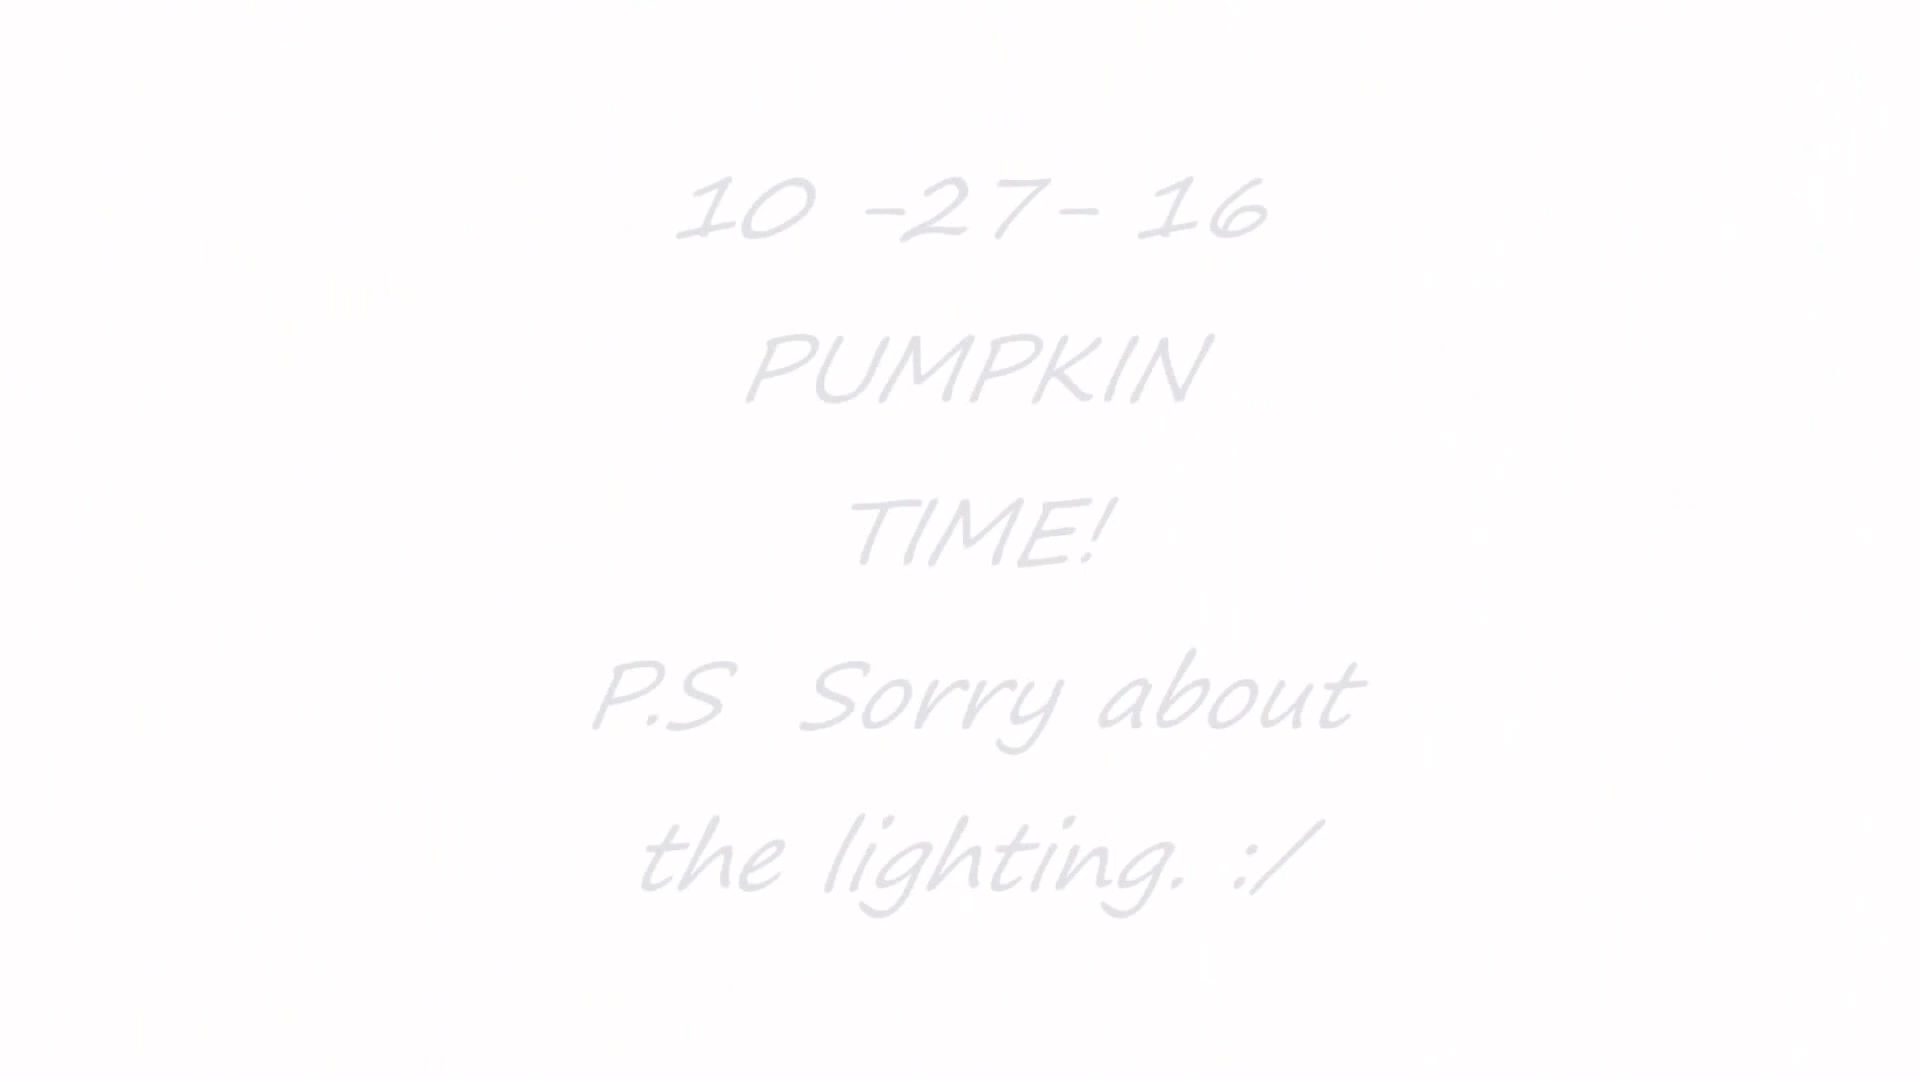 10 -27- 16
PUMPKIN
TIME!
P.S  Sorry about
the lighting. :/